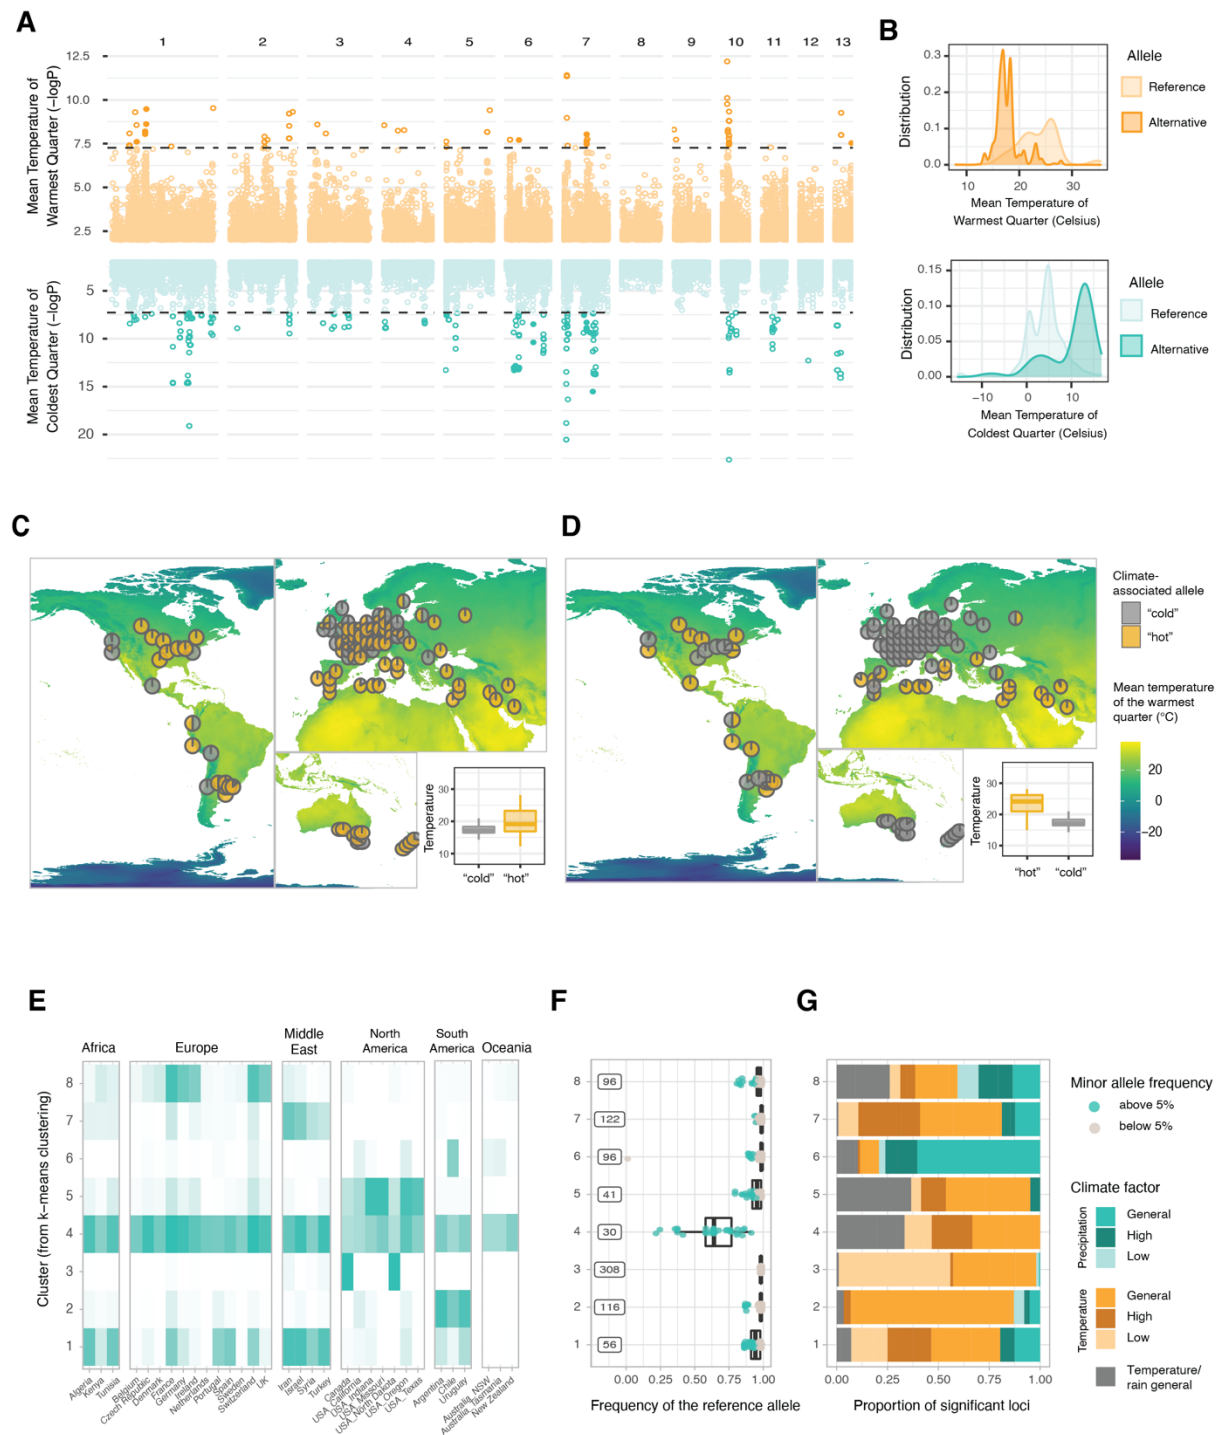 A
1 2 3 4 5 6 7 8 9 10 11 12 13
Mean Temperature of
Warmest Quarter (−logP)
12.5
10.0
7.5
5.0
2.5
Mean Temperature of
Coldest Quarter (−logP)
5
10
15
20
B
Distribution
0.3
0.2
0.1
0.0
10 20 30
Mean Temperature of
Warmest Quarter (Celsius)
Allele
Reference
Alternative
Distribution
0.15
0.10
0.05
0.00
−10 0 10
Mean Temperature of
Coldest Quarter (Celsius)
Allele
Reference
Alternative
C
Temperature
30
20
10
“cold” “hot”
D
Temperature
30
20
10
“hot” “cold”
Climate-
associated allele
“cold”
“hot”
Mean temperature
of the warmest
quarter (°C)
20
0
−20
E
Africa
Europe
Middle
East
North
America
South
America
Oceania
Cluster (from k−means clustering)
8
7
6
5
4
3
2
1
Algeria
Kenya
Tunisia
Belgium
Czech Republic
Denmark
France
Germany
Ireland
Netherlands
Portugal
Spain
Sweden
Switzerland
UK
Iran
Israel
Syria
Turkey
Canada
USA_California
USA_Indiana
USA_Missouri
USA_North Dakota
USA_Oregon
USA_Texas
Argentina
Chile
Uruguay
Australia_NSW
Australia_Tasmania
New Zealand
F
8 96
7 122
6 96
5 41
4 30
3 308
2 116
1 56
0.00 0.25 0.50 0.75 1.00
Frequency of the reference allele
G
8
7
6
5
4
3
2
1
0.00 0.25 0.50 0.75 1.00
Proportion of significant loci
Minor allele frequency
above 5%
below 5%
Climate factor
Precipitation
General
High
Low
Temperature
General
High
Low
Temperature/
rain general